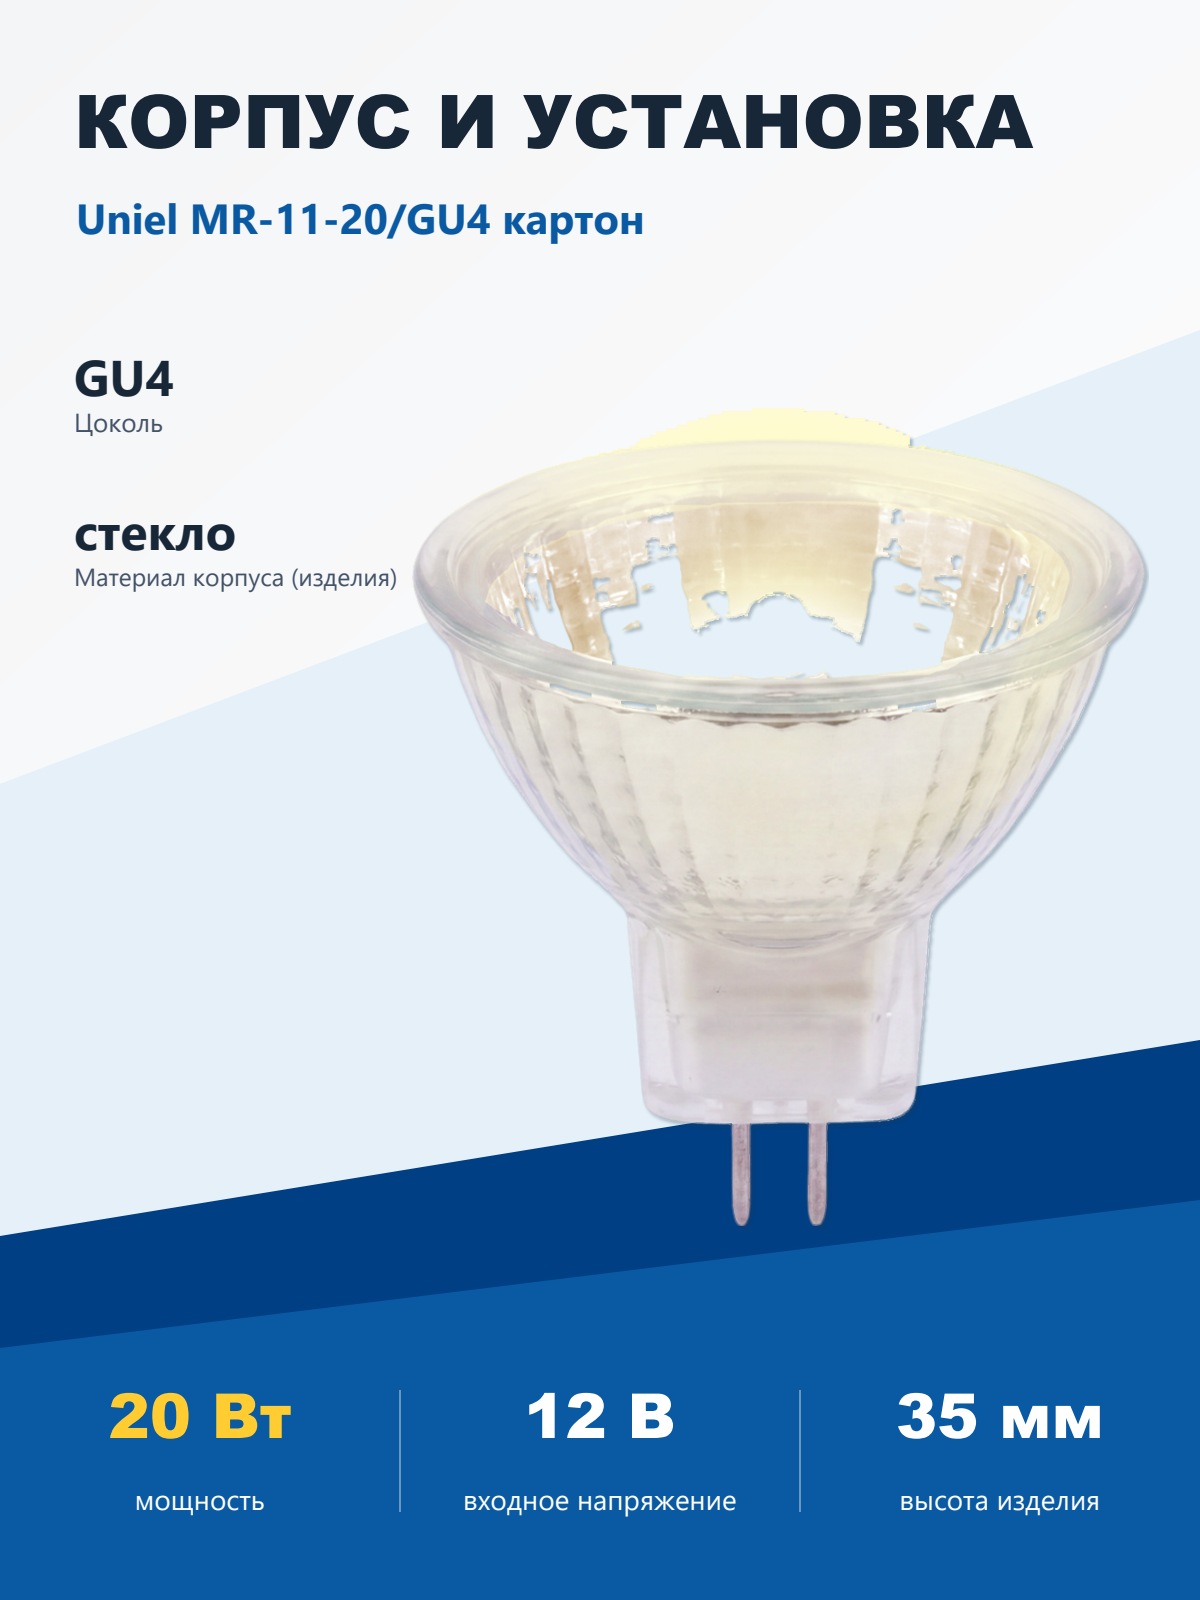 КОРПУС И УСТАНОВКА
Uniel MR-11-20/GU4 картон
GU4
Цоколь
стекло
Материал корпуса (изделия)
20 Вт
мощность
12 В
входное напряжение
35 мм
высота изделия